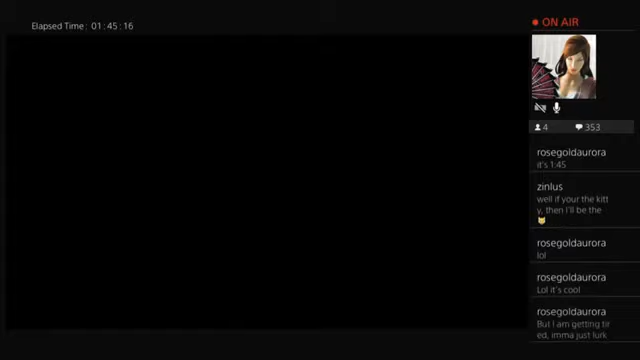 Elapsed Time : 01:45:16
ON AIR
4
353
rosegoldaurora
it's 1:45
zinlus
well if your the kitt
y, then I'll be the
🐱
rosegoldaurora
lol
rosegoldaurora
Lol it's cool
rosegoldaurora
But I am getting tir
ed, imma just lurk